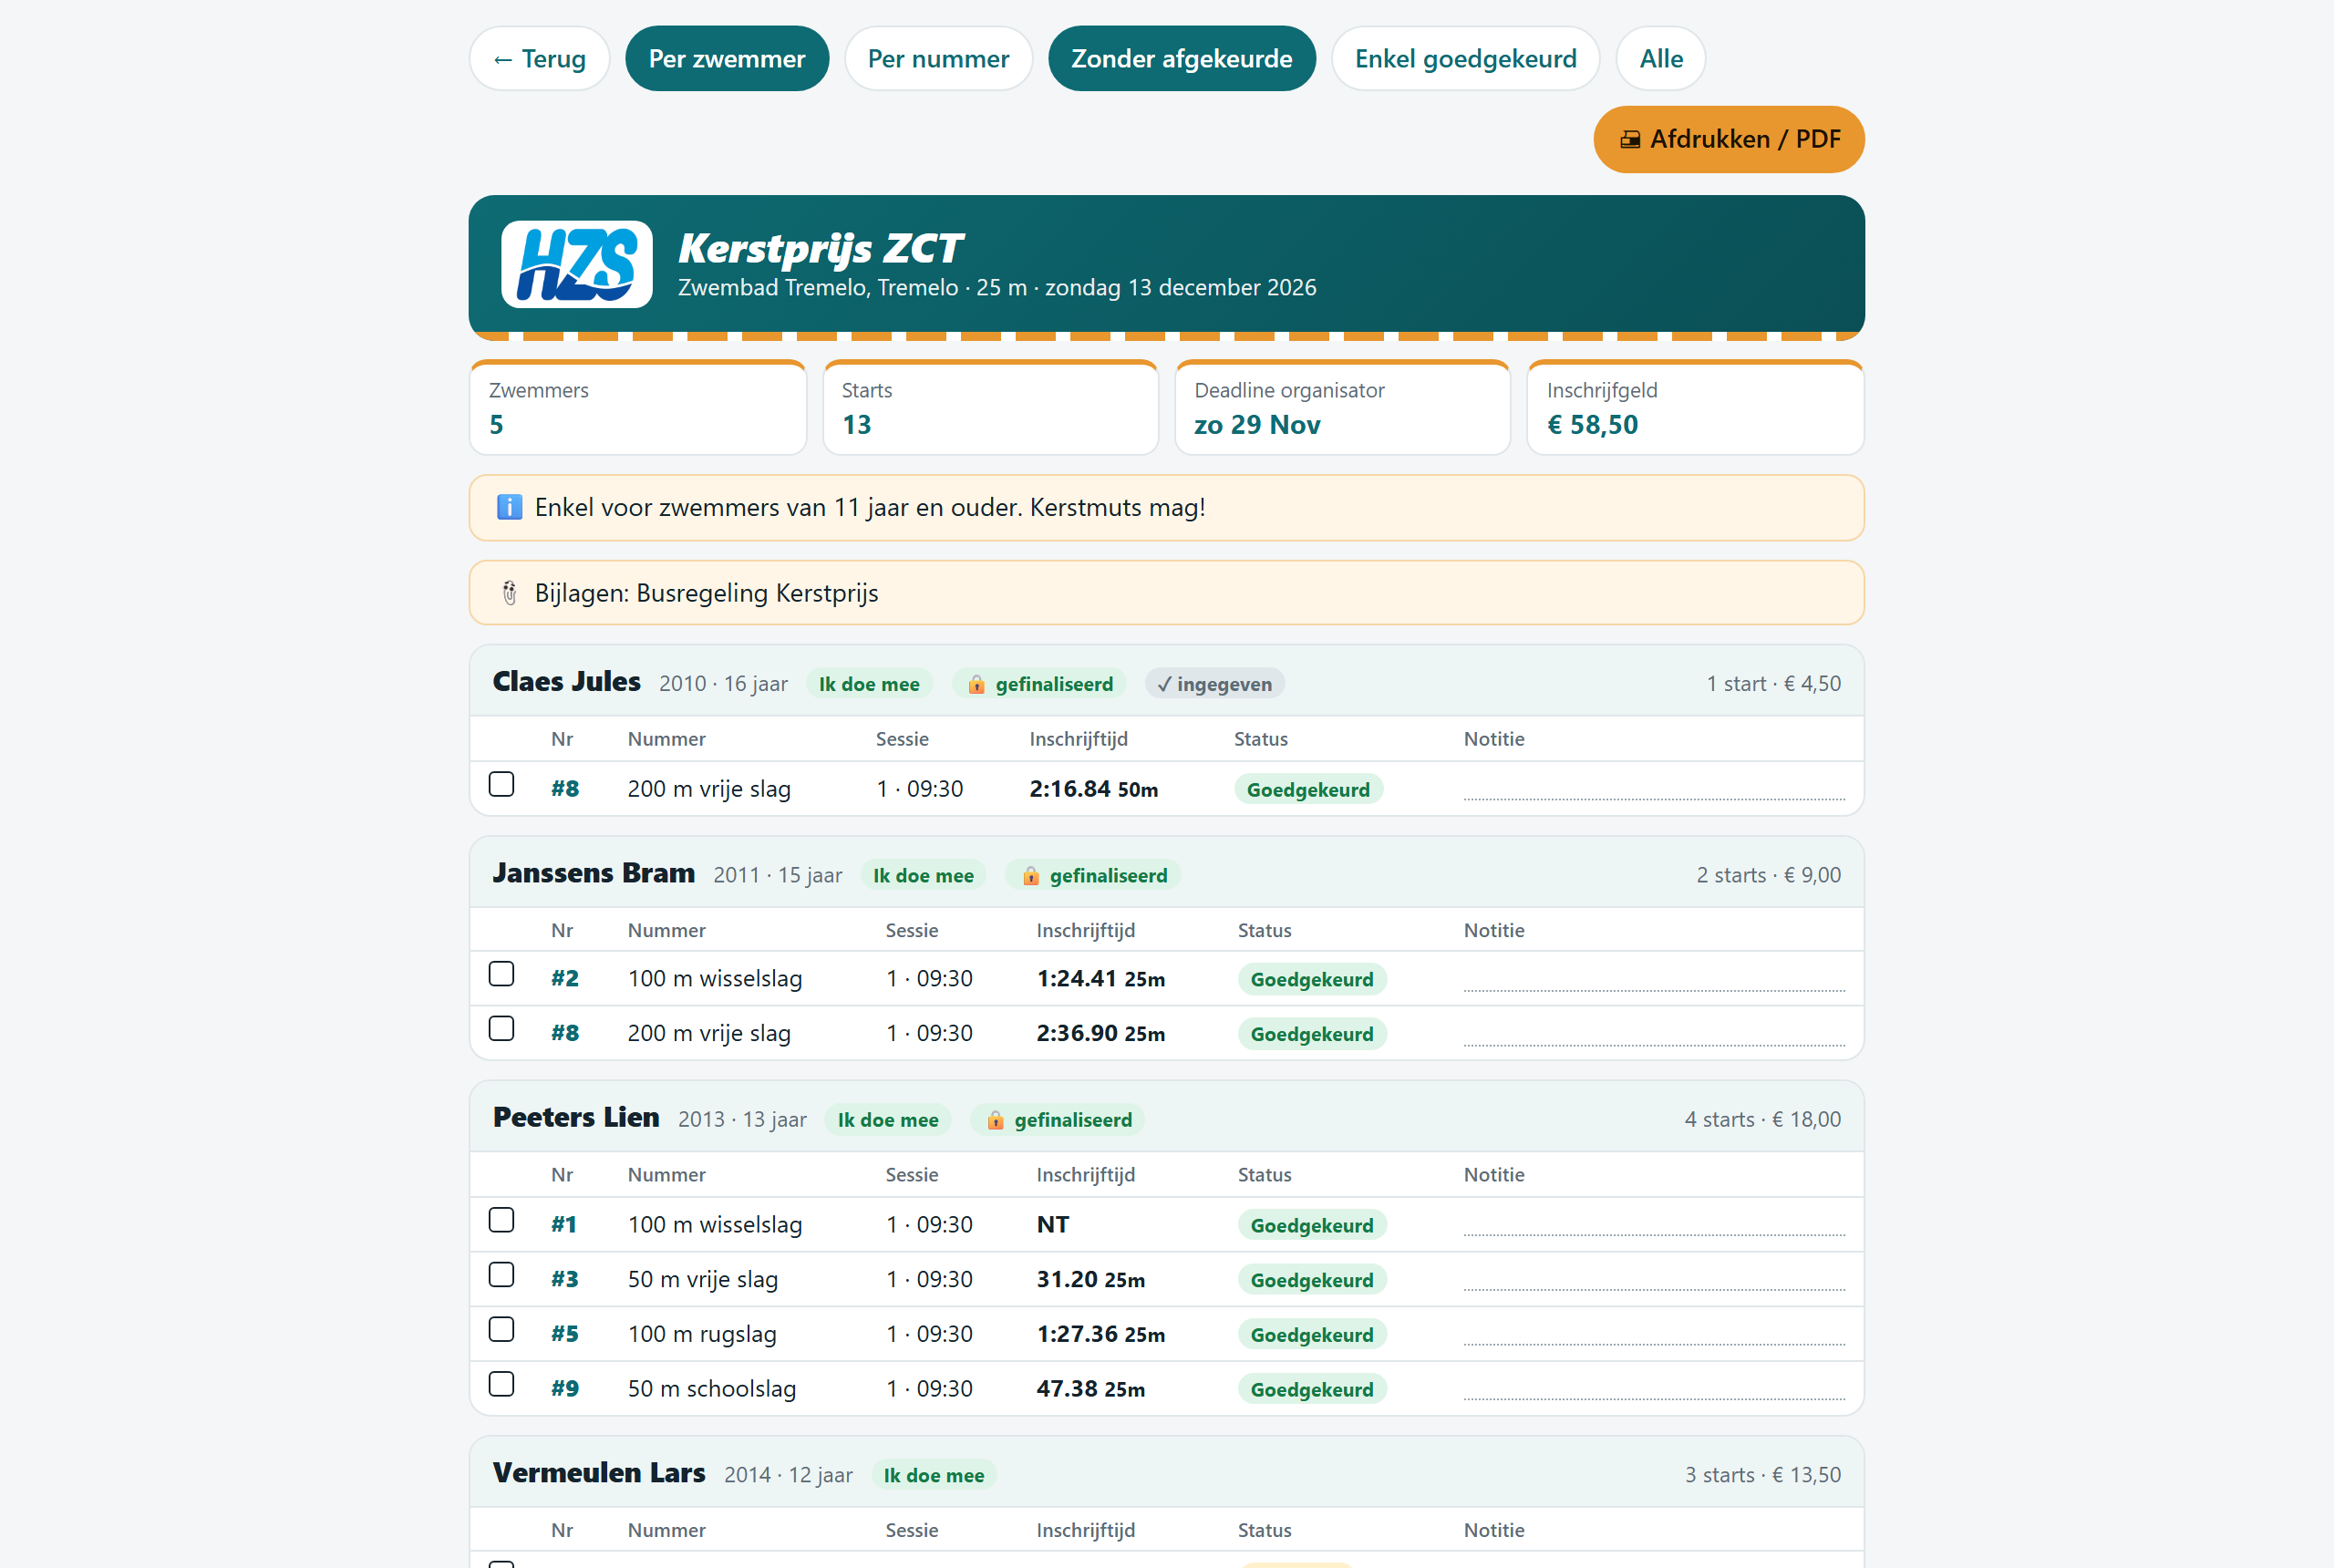 ← Terug Per zwemmer Per nummer Zonder afgekeurde Enkel goedgekeurd Alle
Afdrukken / PDF
HZS
Kerstprijs ZCT
Zwembad Tremelo, Tremelo · 25 m · zondag 13 december 2026
Zwemmers Starts Deadline organisator Inschrijfgeld
5 13 zo 29 Nov € 58,50
Enkel voor zwemmers van 11 jaar en ouder. Kerstmuts mag!
Bijlagen: Busregeling Kerstprijs
Claes Jules 2010 · 16 jaar Ik doe mee gefinaliseerd ✓ ingegeven 1 start · € 4,50
Nr Nummer Sessie Inschrijftijd Status Notitie
#8 200 m vrije slag 1 · 09:30 2:16.84 50m Goedgekeurd
Janssens Bram 2011 · 15 jaar Ik doe mee gefinaliseerd 2 starts · € 9,00
Nr Nummer Sessie Inschrijftijd Status Notitie
#2 100 m wisselslag 1 · 09:30 1:24.41 25m Goedgekeurd
#8 200 m vrije slag 1 · 09:30 2:36.90 25m Goedgekeurd
Peeters Lien 2013 · 13 jaar Ik doe mee gefinaliseerd 4 starts · € 18,00
Nr Nummer Sessie Inschrijftijd Status Notitie
#1 100 m wisselslag 1 · 09:30 NT Goedgekeurd
#3 50 m vrije slag 1 · 09:30 31.20 25m Goedgekeurd
#5 100 m rugslag 1 · 09:30 1:27.36 25m Goedgekeurd
#9 50 m schoolslag 1 · 09:30 47.38 25m Goedgekeurd
Vermeulen Lars 2014 · 12 jaar Ik doe mee 3 starts · € 13,50
Nr Nummer Sessie Inschrijftijd Status Notitie